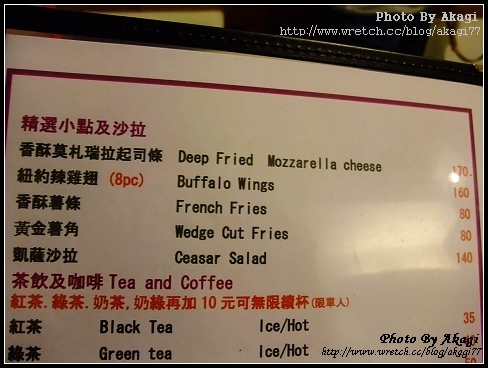 Photo By Akagi
http://www.wretch.cc/blog/akagi77
精選小點及沙拉
香酥莫札瑞拉起司條 Deep Fried Mozzarella cheese 170.
紐約辣雞翅 (8pc) Buffalo Wings 160
香酥薯條 French Fries 80
黃金薯角 Wedge Cut Fries 80
凱薩沙拉 Ceasar Salad 140
茶飲及咖啡 Tea and Coffee
紅茶.綠茶.奶茶,奶綠再加 10 元可無限續杯(限單人)
紅茶 Black Tea Ice/Hot 35
綠茶 Green tea Ice/Hot
Photo By Akagi
http://www.wretch.cc/blog/akagi77